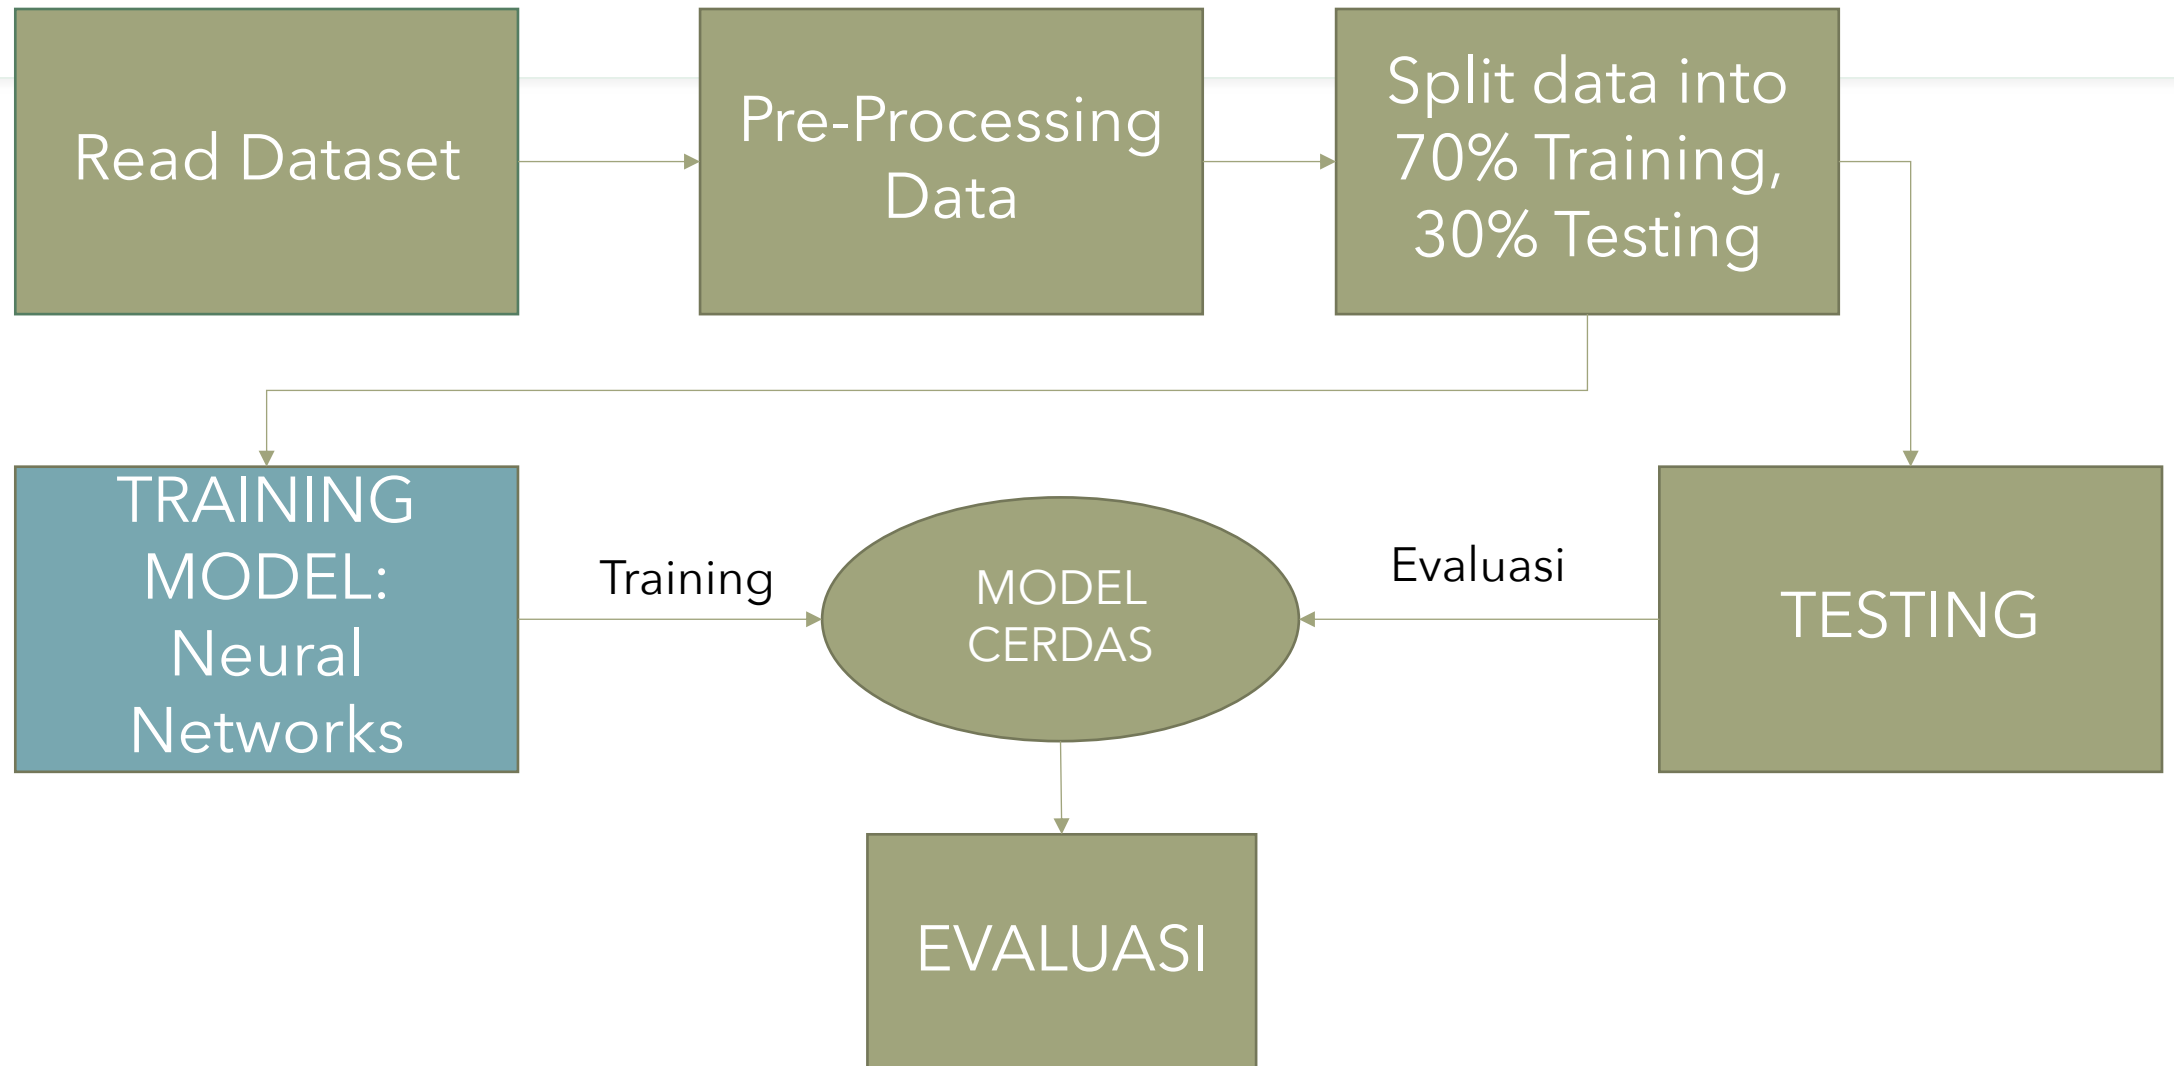 Read Dataset
Pre-Processing
Data
Split data into
70% Training,
30% Testing
TRAINING
MODEL:
Neural
Networks
Training
MODEL
CERDAS
Evaluasi
TESTING
EVALUASI